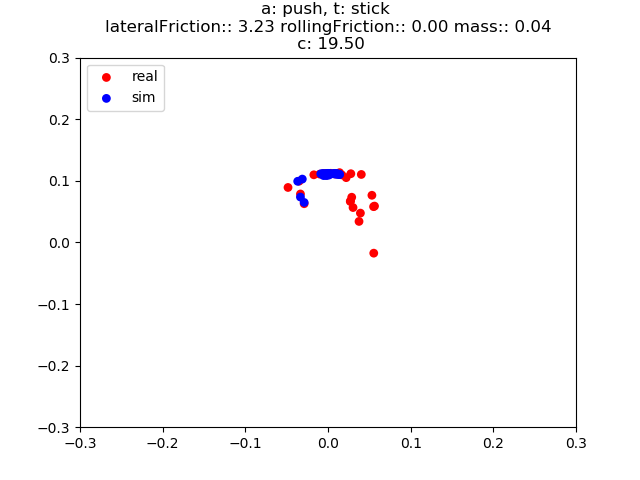 a: push, t: stick
lateralFriction:: 3.23 rollingFriction:: 0.00 mass:: 0.04
c: 19.50
real
sim
0.3
0.2
0.1
0.0
−0.1
−0.2
−0.3
−0.3 −0.2 −0.1 0.0 0.1 0.2 0.3